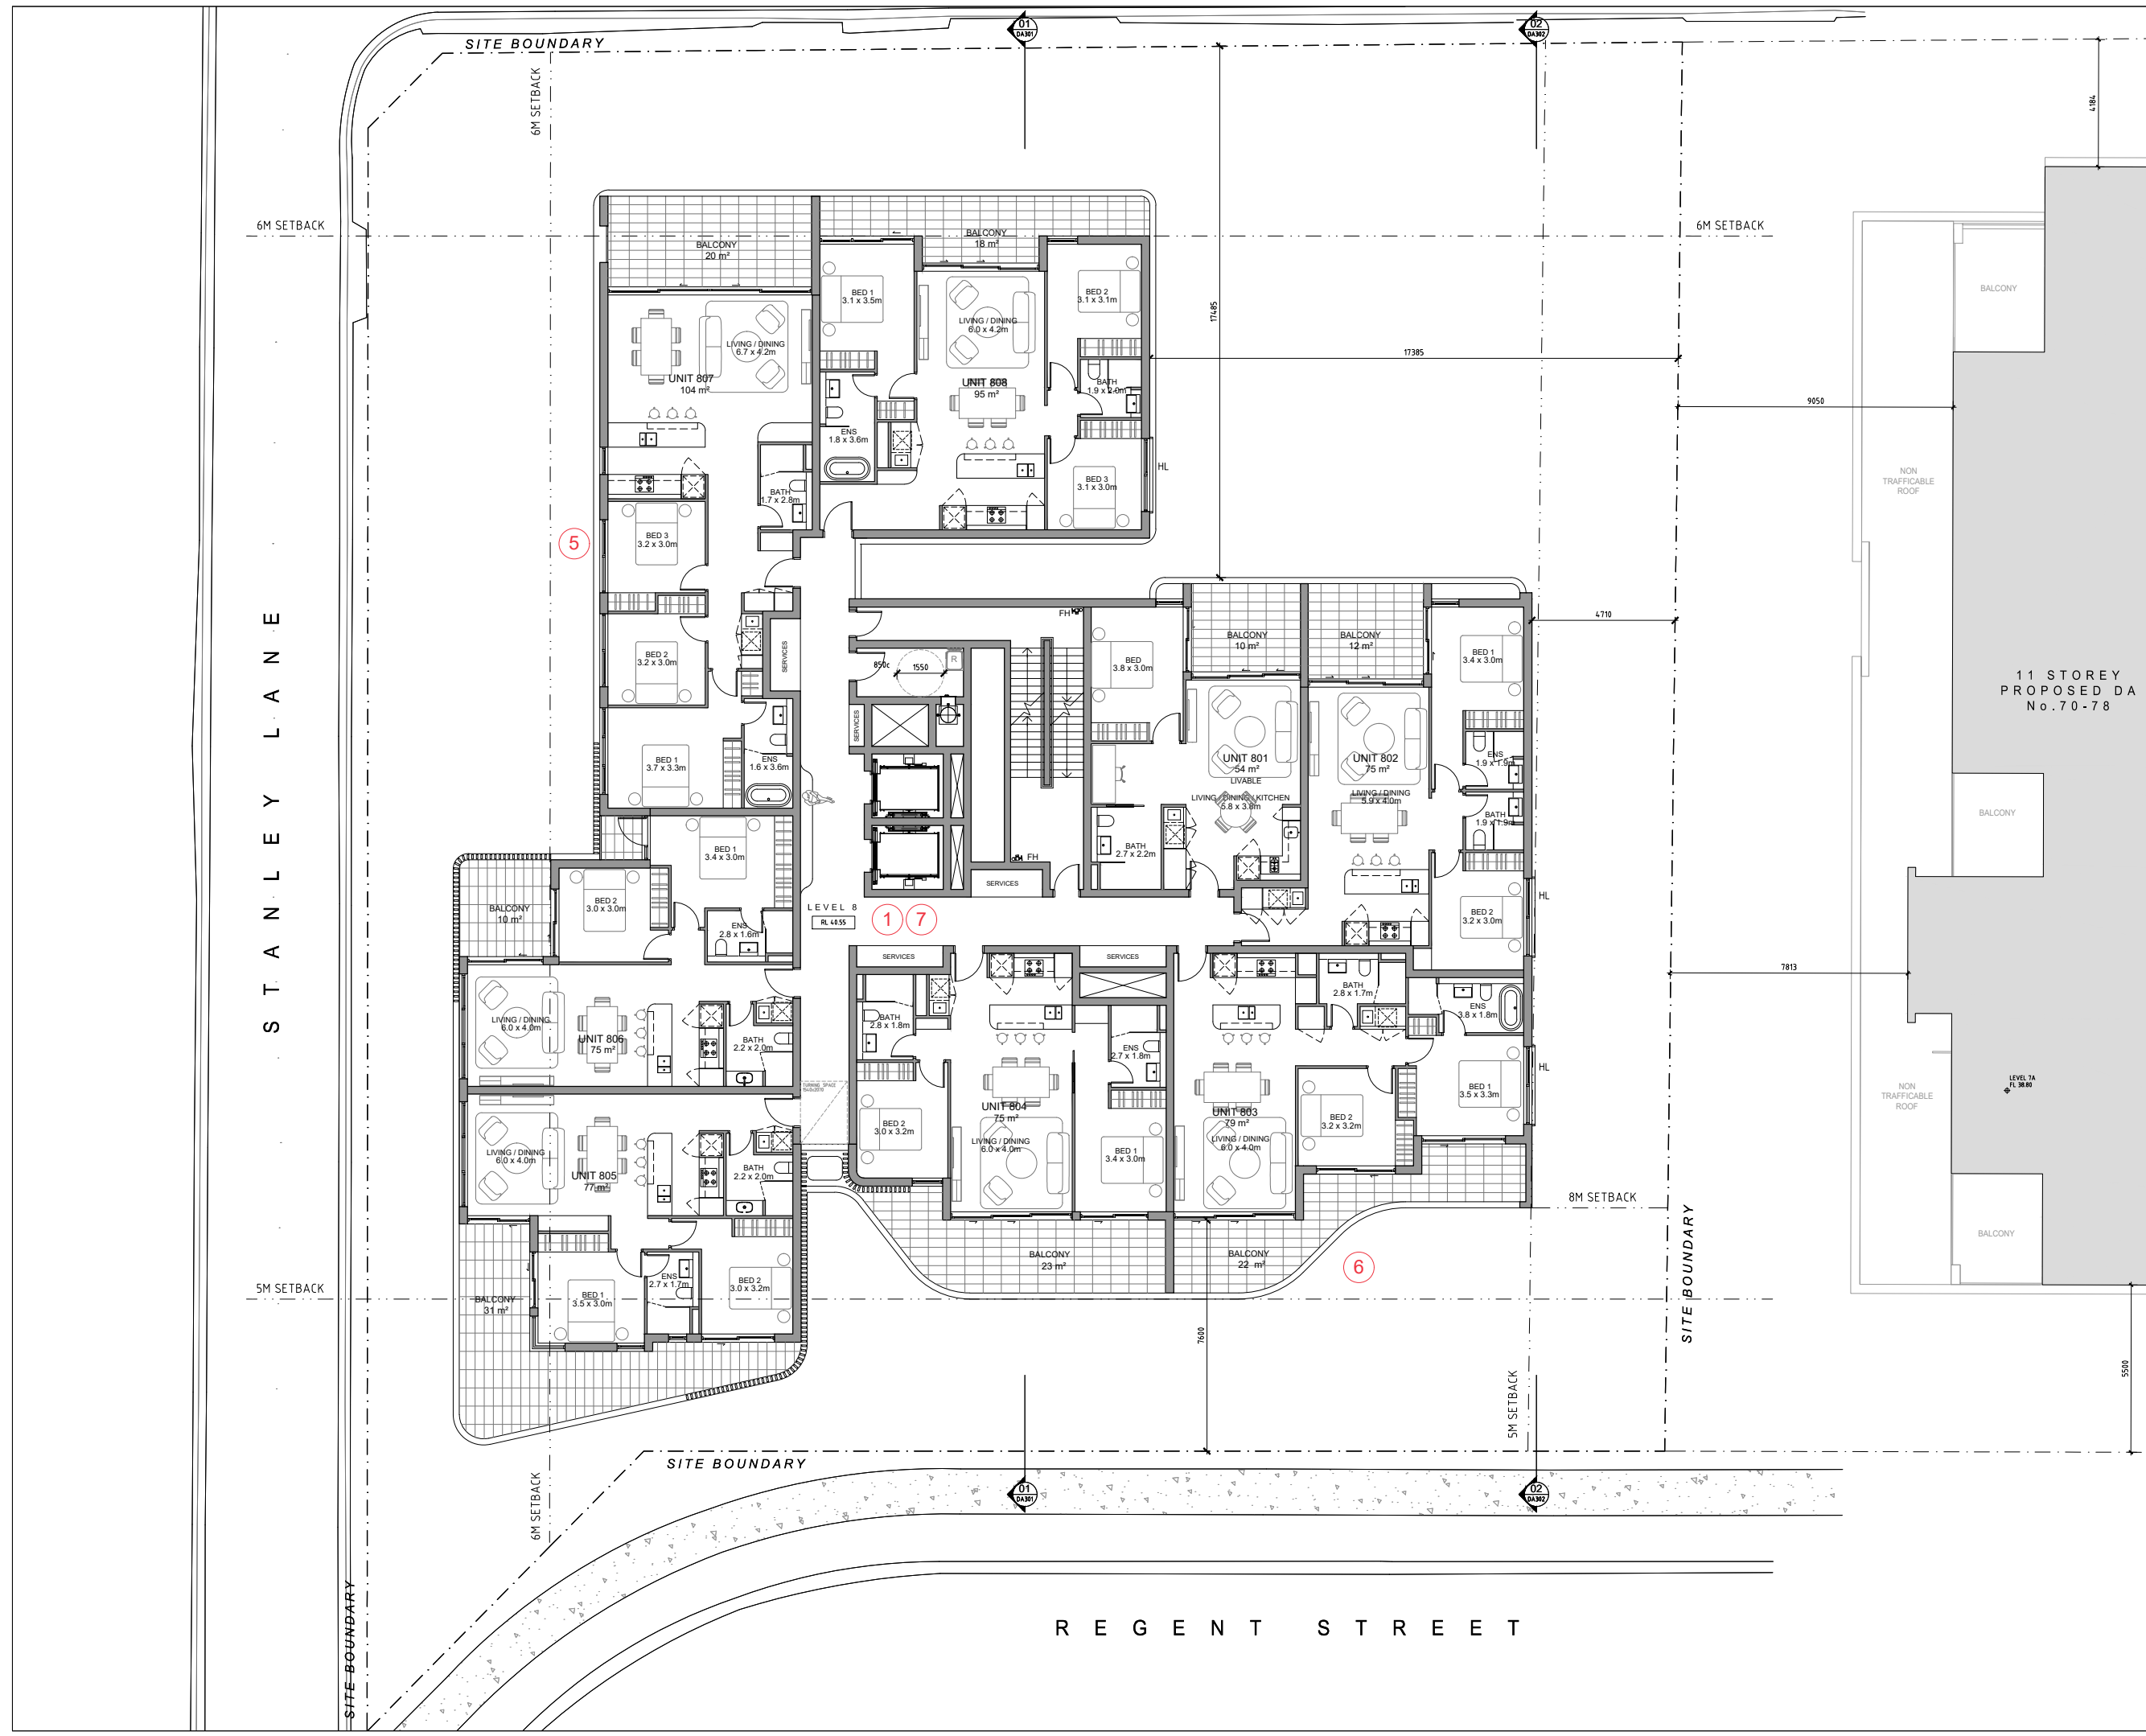 SITE BOUNDARY
01
DA301
02
DA302
6M SETBACK
4184
6M SETBACK
6M SETBACK
BALCONY
20 m²
BALCONY
18 m²
BED 1
3.1 x 3.5m
LIVING / DINING
6.0 x 4.2m
BED 2
3.1 x 3.1m
BALCONY
17485
LIVING / DINING
6.7 x 4.2m
17385
UNIT 807
104 m²
UNIT 808
95 m²
BATH
1.9 x 2.0m
9050
ENS
1.8 x 3.6m
HL
NON
TRAFFICABLE
ROOF
BATH
1.7 x 2.8m
BED 3
3.1 x 3.0m
5
BED 3
3.2 x 3.0m
FH
4710
STANLEY LANE
BALCONY
10 m²
BALCONY
12 m²
BED 2
3.2 x 3.0m
SERVICES
850c
1550
R
BED
3.8 x 3.0m
BED 1
3.4 x 3.0m
11 STOREY
PROPOSED DA
No.70-78
SERVICES
BED 1
3.7 x 3.3m
ENS
1.6 x 3.6m
UNIT 801
54 m²
LIVABLE
LIVING / DINING / KITCHEN
5.8 x 3.8m
UNIT 802
75 m²
LIVING / DINING
5.9 x 4.0m
ENS
1.9 x 1.9m
BATH
1.9 x 1.9m
BALCONY
BED 1
3.4 x 3.0m
BATH
2.7 x 2.2m
FH
SERVICES
BED 2
3.0 x 3.0m
BALCONY
10 m²
LEVEL 8
RL 40.55
1
7
ENS
2.8 x 1.6m
HL
BED 2
3.2 x 3.0m
SERVICES
SERVICES
7813
BATH
2.8 x 1.7m
LIVING / DINING
6.0 x 4.0m
UNIT 806
75 m²
BATH
2.2 x 2.0m
BATH
2.8 x 1.8m
ENS
2.7 x 1.8m
ENS
3.8 x 1.8m
HL
LEVEL 7A
FL 38.80
TURNING SPACE
NON
TRAFFICABLE
ROOF
BED 1
3.5 x 3.3m
UNIT 804
75 m²
UNIT 803
79 m²
BED 2
3.0 x 3.2m
BED 2
3.2 x 3.2m
LIVING / DINING
6.0 x 4.0m
UNIT 805
77 m²
BATH
2.2 x 2.0m
LIVING / DINING
6.0 x 4.0m
BED 1
3.4 x 3.0m
LIVING / DINING
6.0 x 4.0m
8M SETBACK
BALCONY
SITE BOUNDARY
BALCONY
23 m²
BALCONY
22 m²
6
5M SETBACK
BALCONY
31 m²
BED 1
3.5 x 3.0m
ENS
2.7 x 1.7m
BED 2
3.0 x 3.2m
7600
5500
5M SETBACK
SITE BOUNDARY
6M SETBACK
01
DA301
02
DA302
SITE BOUNDARY
REGENT STREET